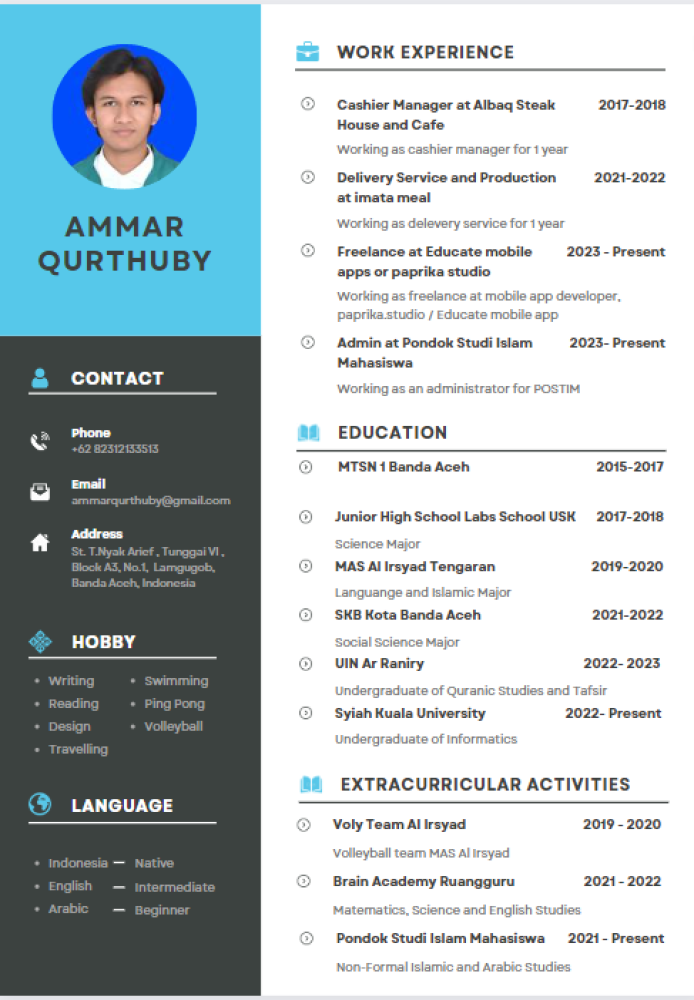 AMMAR
QURTHUBY
CONTACT
Phone
+62 82312133513
Email
ammarqurthuby@gmail.com
Address
St. T.Nyak Arief , Tunggai VI ,
Block A3, No.1, Lamgugob,
Banda Aceh, Indonesia
HOBBY
• Writing
• Reading
• Design
• Travelling
• Swimming
• Ping Pong
• Volleyball
LANGUAGE
• Indonesia — Native
• English — Intermediate
• Arabic — Beginner
WORK EXPERIENCE
Cashier Manager at Albaq Steak 2017-2018
House and Cafe
Working as cashier manager for 1 year
Delivery Service and Production 2021-2022
at imata meal
Working as delevery service for 1 year
Freelance at Educate mobile 2023 - Present
apps or paprika studio
Working as freelance at mobile app developer,
paprika.studio / Educate mobile app
Admin at Pondok Studi Islam 2023- Present
Mahasiswa
Working as an administrator for POSTIM
EDUCATION
MTSN 1 Banda Aceh 2015-2017
Junior High School Labs School USK 2017-2018
Science Major
MAS Al Irsyad Tengaran 2019-2020
Languange and Islamic Major
SKB Kota Banda Aceh 2021-2022
Social Science Major
UIN Ar Raniry 2022- 2023
Undergraduate of Quranic Studies and Tafsir
Syiah Kuala University 2022- Present
Undergraduate of Informatics
EXTRACURRICULAR ACTIVITIES
Voly Team Al Irsyad 2019 - 2020
Volleyball team MAS Al Irsyad
Brain Academy Ruangguru 2021 - 2022
Matematics, Science and English Studies
Pondok Studi Islam Mahasiswa 2021 - Present
Non-Formal Islamic and Arabic Studies